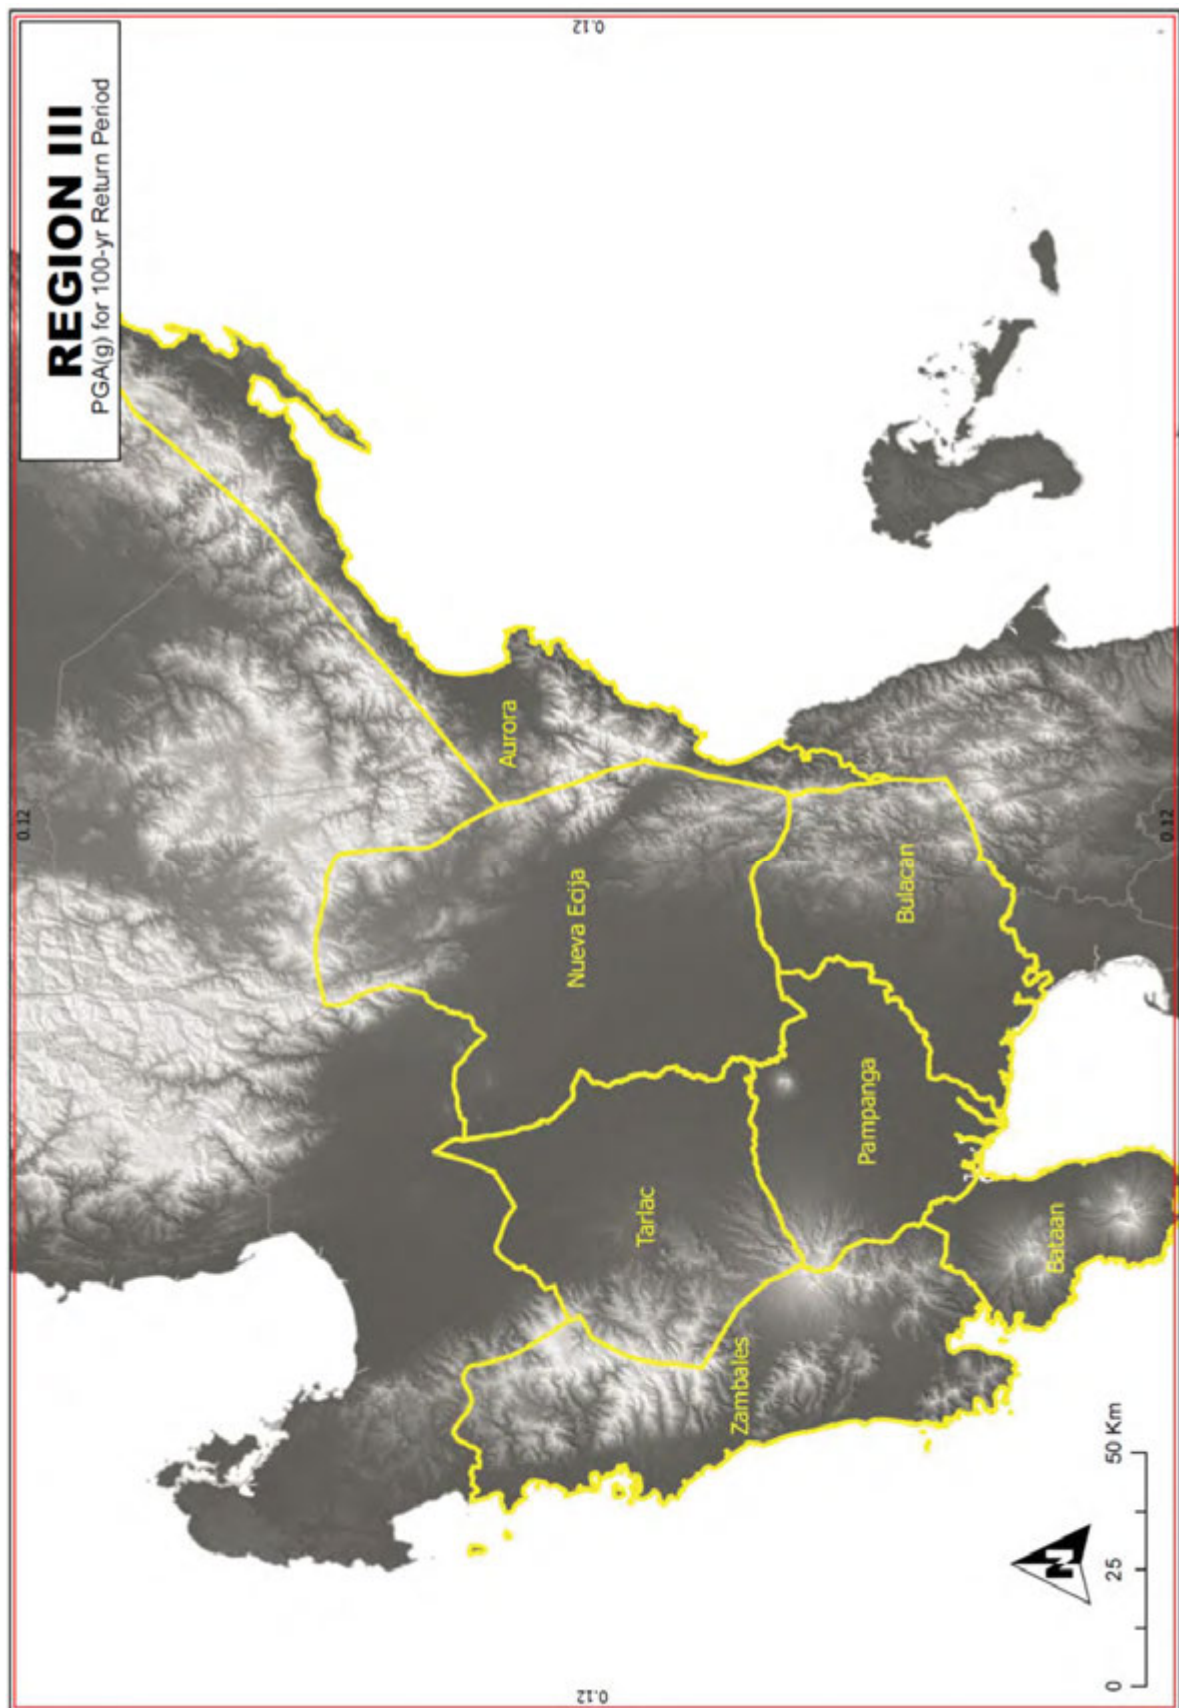 REGION III
PGA(g) for 100-yr Return Period
0.12
0.12
0.12
0.12
Aurora
Nueva Ecija
Tarlac
Zambales
Pampanga
Bulacan
Bataan
N
0 25 50 Km